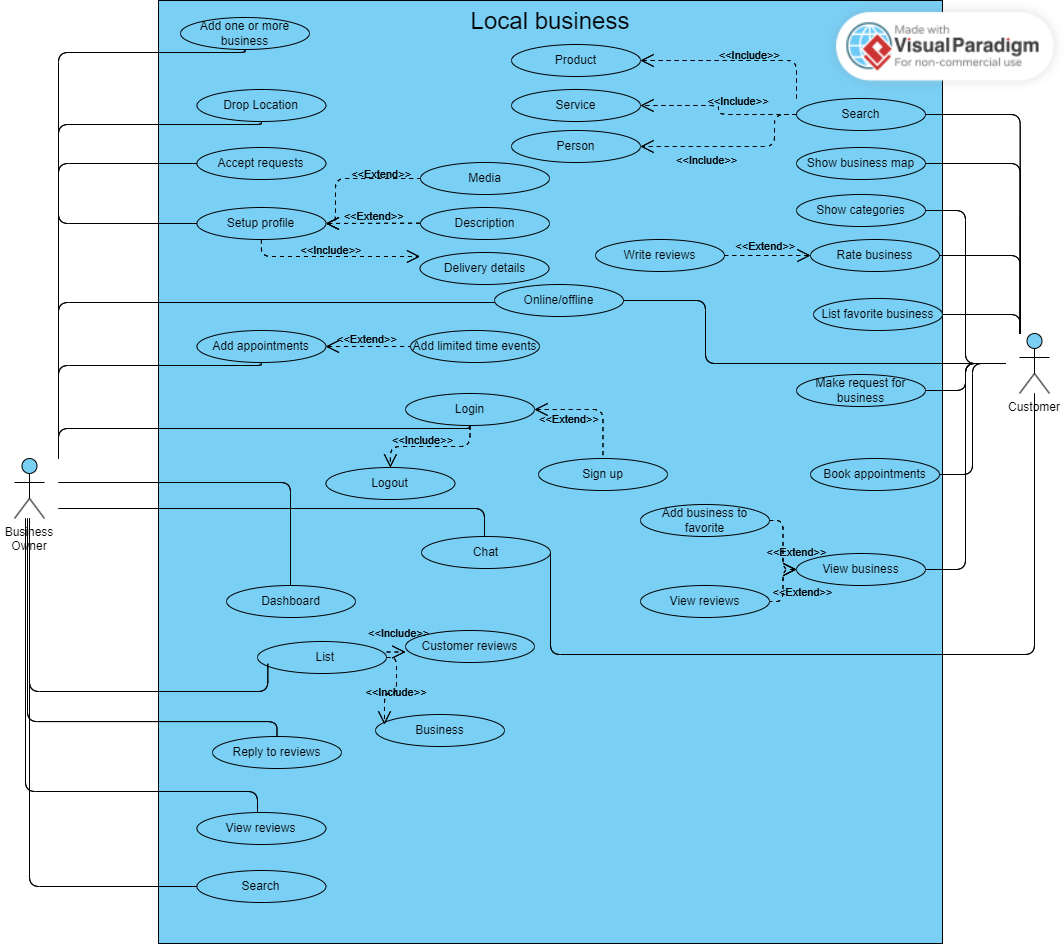 Local business
Made with
VisualParadigm
For non-commercial use
Add one or more
business
Product
<<Include>>
Drop Location
Service
<<Include>>
Search
Person
<<Include>>
Accept requests
Show business map
<<Extend>>
Media
Show categories
Setup profile
<<Extend>>
Description
<<Include>>
Delivery details
Write reviews
<<Extend>>
Rate business
Online/offline
List favorite business
Add appointments
<<Extend>>
Add limited time events
Customer
Make request for
business
Login
<<Extend>>
<<Include>>
Logout
Sign up
Book appointments
Business
Owner
Add business to
favorite
Chat
<<Extend>>
View business
<<Extend>>
View reviews
Dashboard
<<Include>>
List
Customer reviews
<<Include>>
Business
Reply to reviews
View reviews
Search